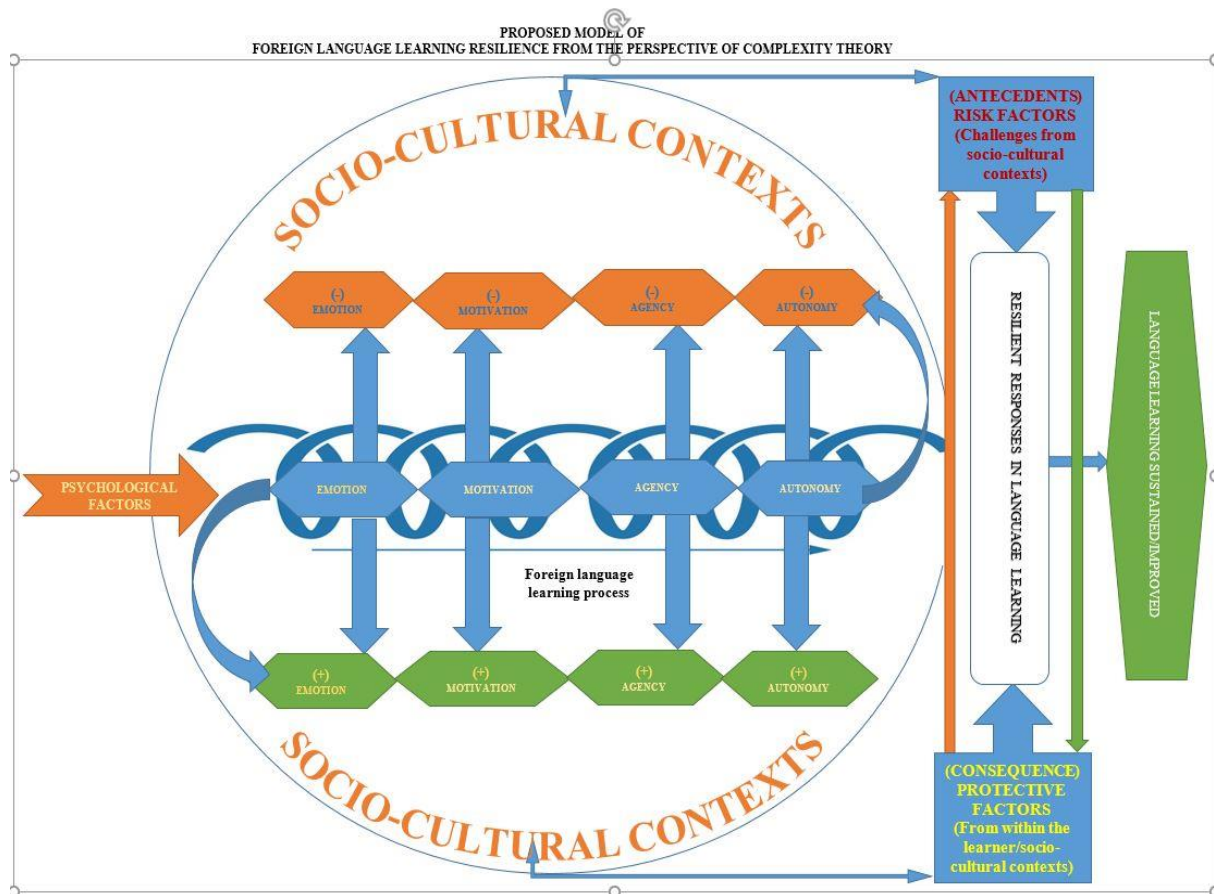 PROPOSED MODEL OF
FOREIGN LANGUAGE LEARNING RESILIENCE FROM THE PERSPECTIVE OF COMPLEXITY THEORY
SOCIO-CULTURAL CONTEXTS
(-)
EMOTION
(-)
MOTIVATION
(-)
AGENCY
(-)
AUTONOMY
PSYCHOLOGICAL
FACTORS
EMOTION
MOTIVATION
AGENCY
AUTONOMY
Foreign language
learning process
(+)
EMOTION
(+)
MOTIVATION
(+)
AGENCY
(+)
AUTONOMY
SOCIO-CULTURAL CONTEXTS
(ANTECEDENTS)
RISK FACTORS
(Challenges from
socio-cultural
contexts)
RESILIENT RESPONSES IN LANGUAGE LEARNING
(CONSEQUENCE)
PROTECTIVE
FACTORS
(From within the
learner/socio-
cultural contexts)
LANGUAGE LEARNING SUSTAINED/IMPROVED